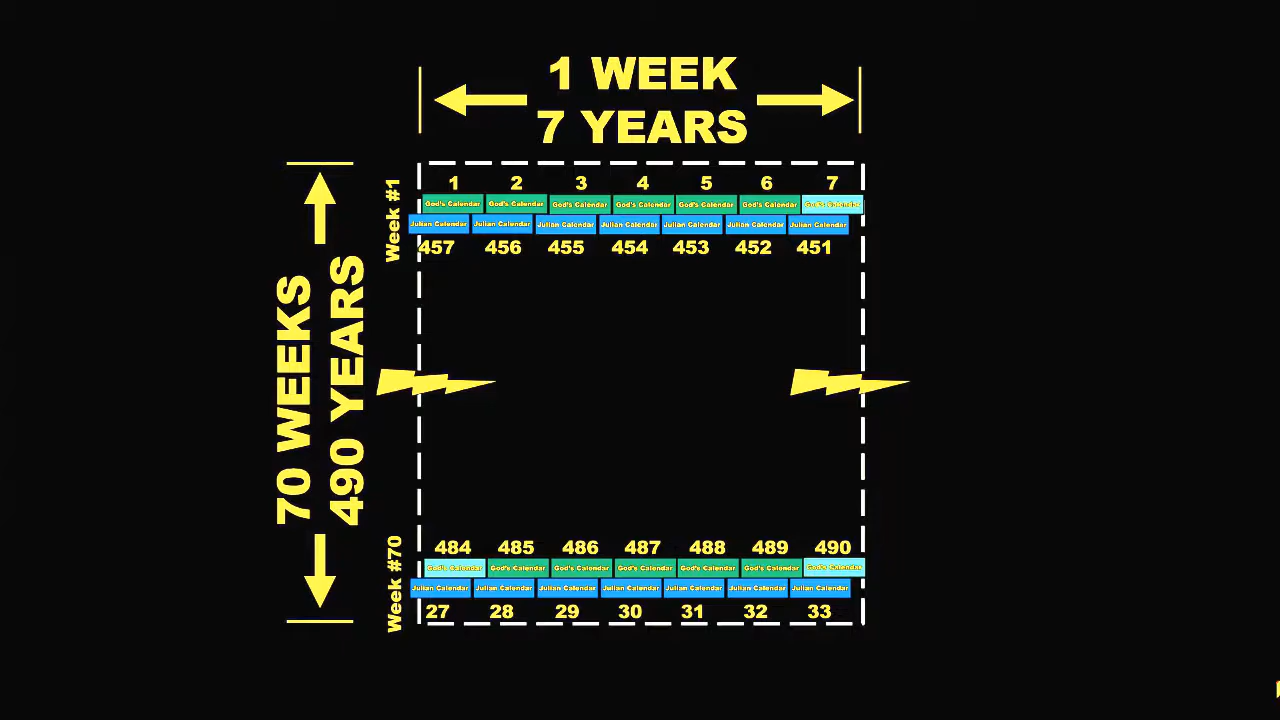 1 WEEK
7 YEARS
70 WEEKS
490 YEARS
Week #1
1 2 3 4 5 6 7
God's Calendar God's Calendar God's Calendar God's Calendar God's Calendar God's Calendar God's Calendar
Julian Calendar Julian Calendar Julian Calendar Julian Calendar Julian Calendar Julian Calendar Julian Calendar
457 456 455 454 453 452 451
Week #70
484 485 486 487 488 489 490
God's Calendar God's Calendar God's Calendar God's Calendar God's Calendar God's Calendar God's Calendar
Julian Calendar Julian Calendar Julian Calendar Julian Calendar Julian Calendar Julian Calendar Julian Calendar
27 28 29 30 31 32 33